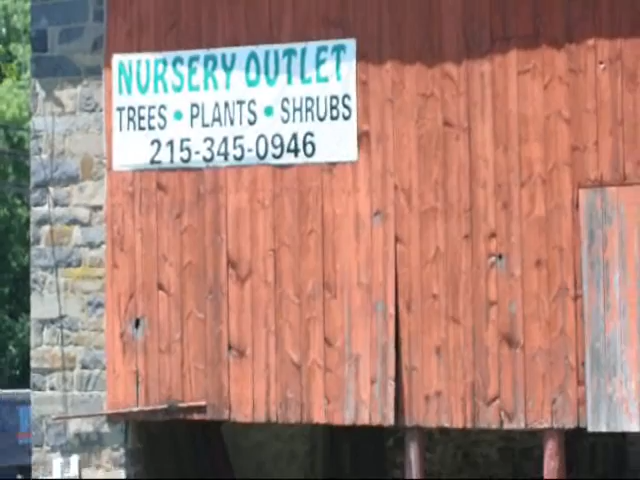 NURSERY OUTLET
TREES • PLANTS • SHRUBS
215-345-0946